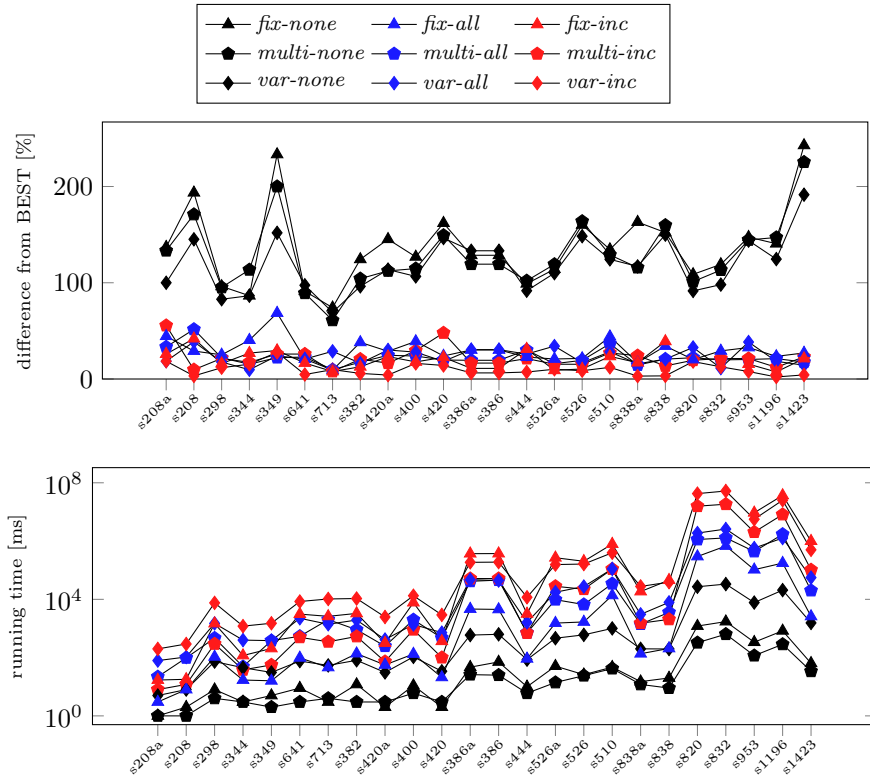 fix-none fix-all fix-inc
multi-none multi-all multi-inc
var-none var-all var-inc
difference from BEST [%]
200
100
0
s208a s208 s298 s344 s349 s641 s713 s382 s420a s400 s420 s386a s386 s444 s526a s526 s510 s838a s838 s820 s832 s953 s1196 s1423
running time [ms]
10^8
10^4
10^0
s208a s208 s298 s344 s349 s641 s713 s382 s420a s400 s420 s386a s386 s444 s526a s526 s510 s838a s838 s820 s832 s953 s1196 s1423